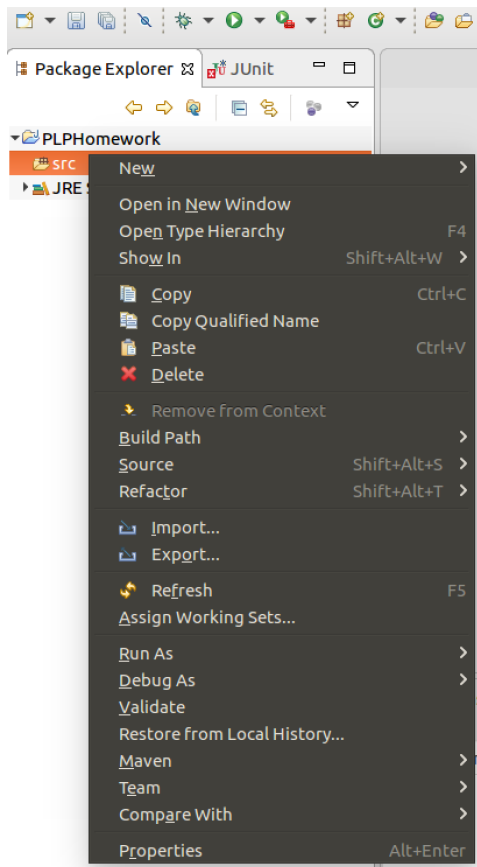 Package Explorer JUnit
PLPHomework
src
JRE
New
Open in New Window
Open Type Hierarchy F4
Show In Shift+Alt+W
Copy Ctrl+C
Copy Qualified Name
Paste Ctrl+V
Delete
Remove from Context
Build Path
Source Shift+Alt+S
Refactor Shift+Alt+T
Import...
Export...
Refresh F5
Assign Working Sets...
Run As
Debug As
Validate
Restore from Local History...
Maven
Team
Compare With
Properties Alt+Enter